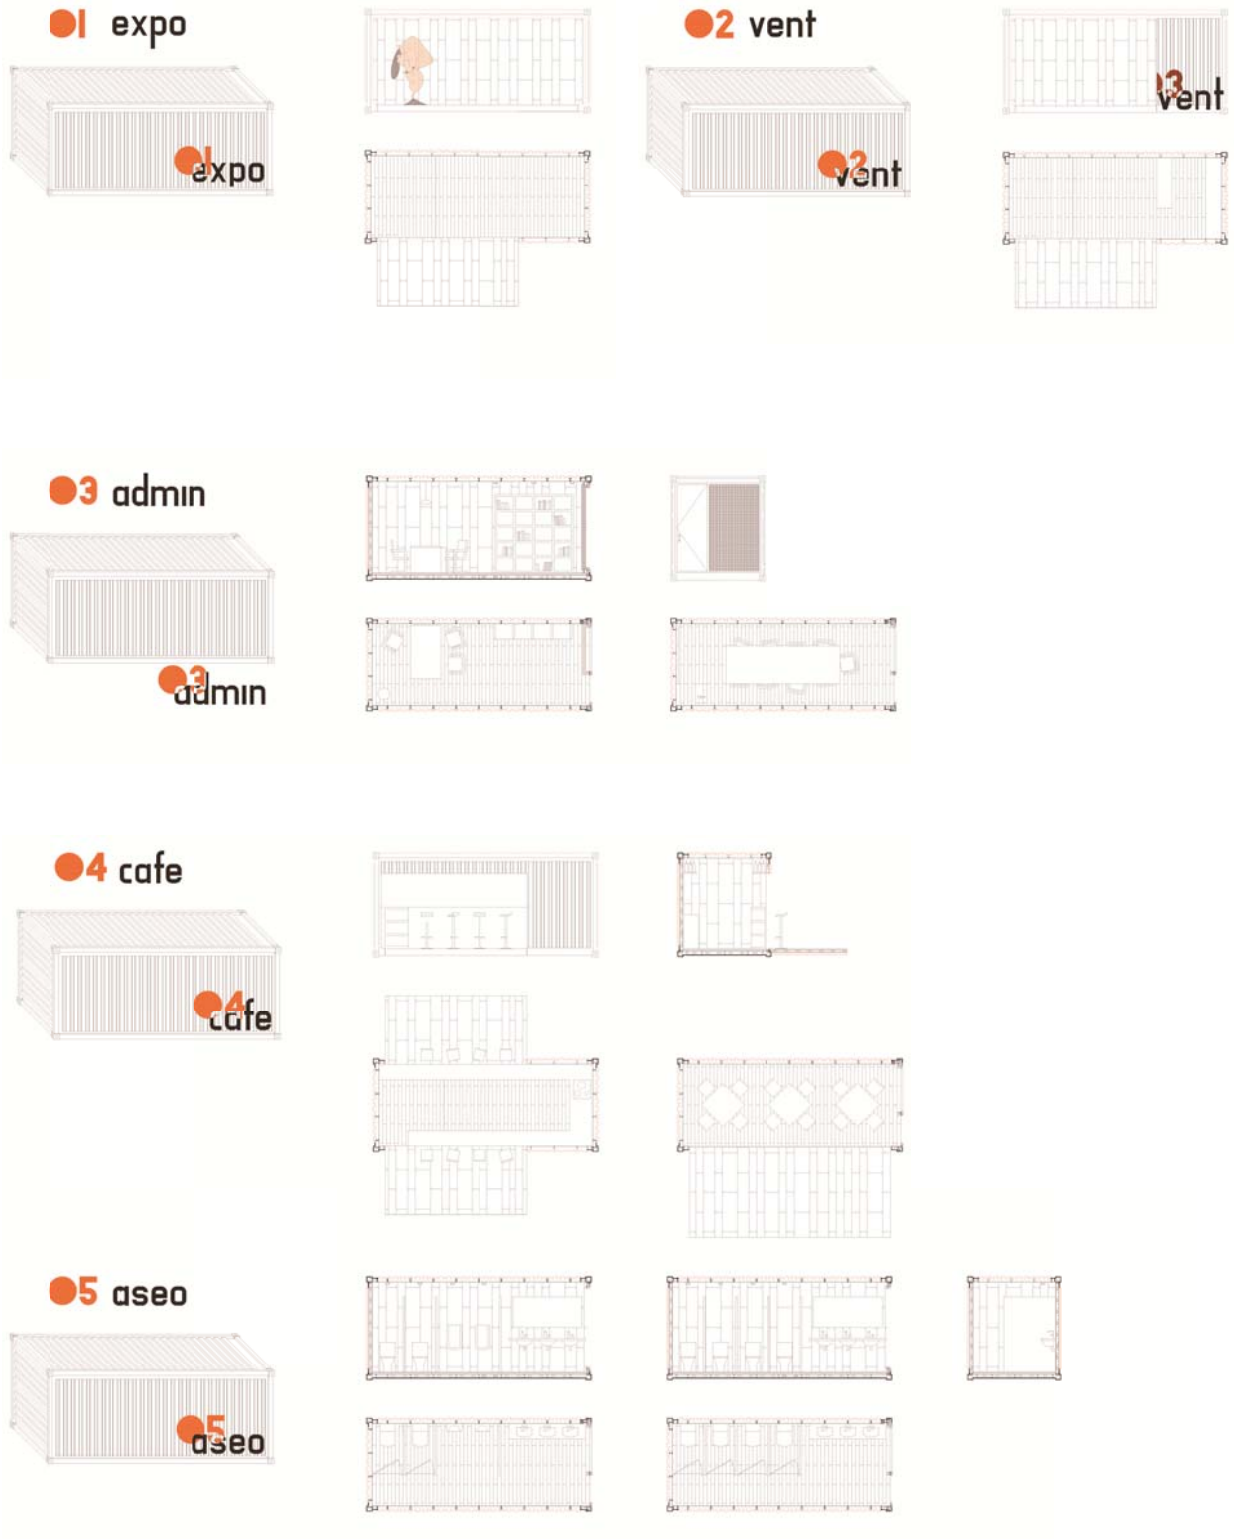 ●1 expo
●2 vent
●3
vent
●1
expo
●2
vent
●3 admin
●3
admin
●4 cafe
●4
cafe
●5 aseo
●5
aseo